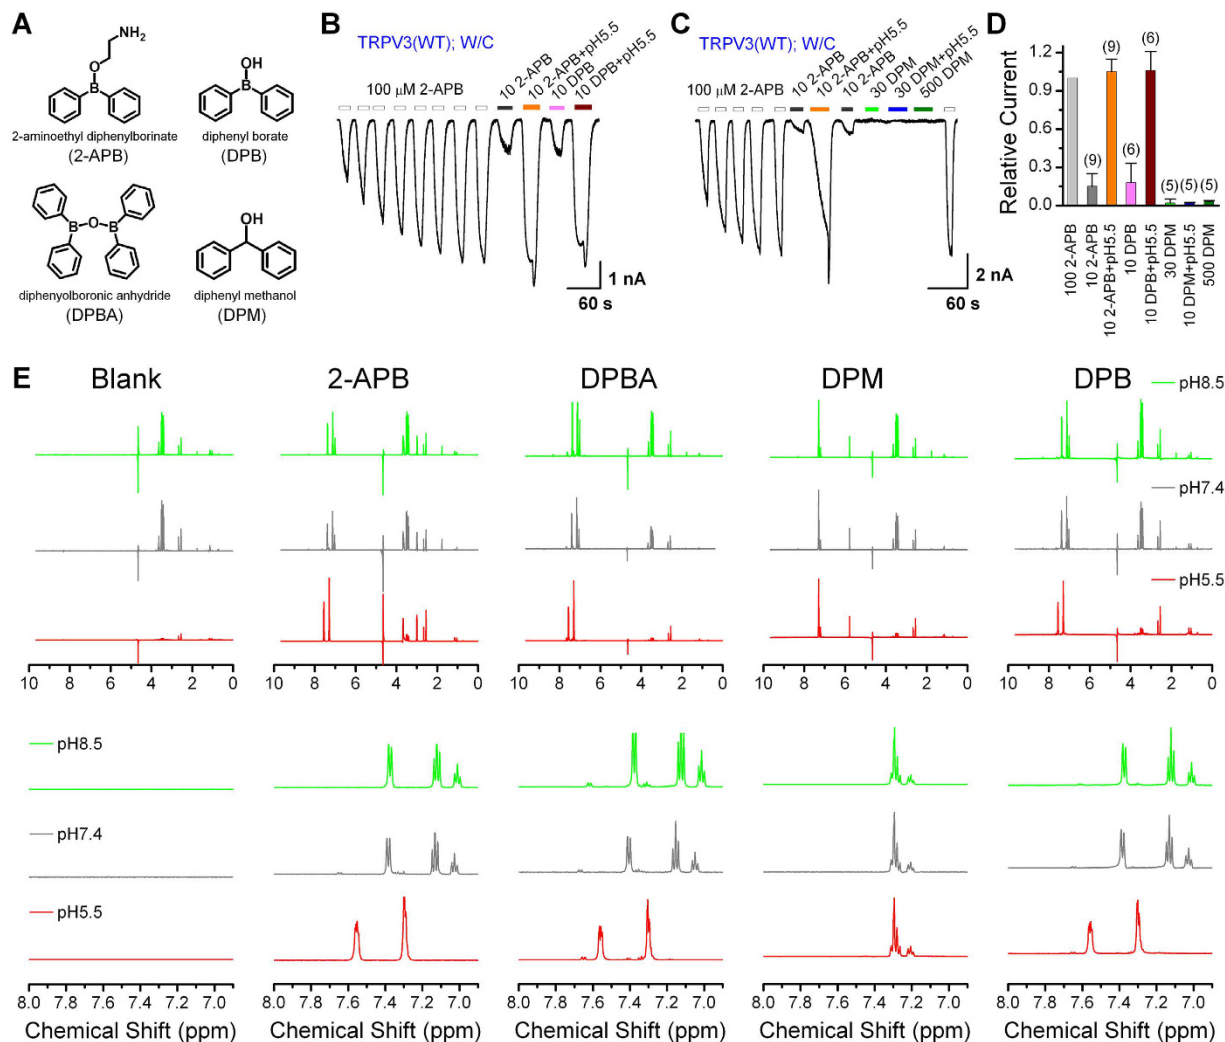 A
NH2
O
B
2-aminoethyl diphenylborinate
(2-APB)
OH
B
diphenyl borate
(DPB)
B O B
diphenyolboronic anhydride
(DPBA)
OH
diphenyl methanol
(DPM)
B
TRPV3(WT); W/C
100 μM 2-APB
10 2-APB
10 2-APB+pH5.5
10 DPB
10 DPB+pH5.5
1 nA
60 s
C
TRPV3(WT); W/C
100 μM 2-APB
10 2-APB
10 2-APB+pH5.5
10 2-APB
30 DPM
30 DPM+pH5.5
500 DPM
2 nA
60 s
D
Relative Current
1.2
0.9
0.6
0.3
0.0
(9)
(9)
(6)
(6)
(5)
(5)
(5)
100 2-APB
10 2-APB
10 2-APB+pH5.5
10 DPB
10 DPB+pH5.5
30 DPM
10 DPM+pH5.5
500 DPM
E
Blank 2-APB DPBA DPM DPB
pH8.5
pH7.4
pH5.5
10 8 6 4 2 0
10 8 6 4 2 0
10 8 6 4 2 0
10 8 6 4 2 0
10 8 6 4 2 0
pH8.5
pH7.4
pH5.5
8.0 7.8 7.6 7.4 7.2 7.0
8.0 7.8 7.6 7.4 7.2 7.0
8.0 7.8 7.6 7.4 7.2 7.0
8.0 7.8 7.6 7.4 7.2 7.0
8.0 7.8 7.6 7.4 7.2 7.0
Chemical Shift (ppm)
Chemical Shift (ppm)
Chemical Shift (ppm)
Chemical Shift (ppm)
Chemical Shift (ppm)